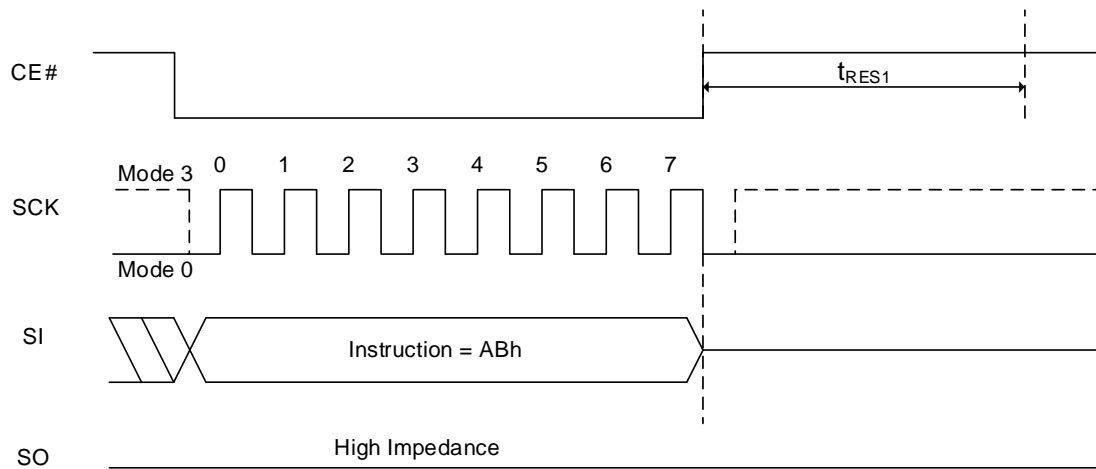 CE#
tRES1
0 1 2 3 4 5 6 7
Mode 3
SCK
Mode 0
SI
Instruction = ABh
High Impedance
SO